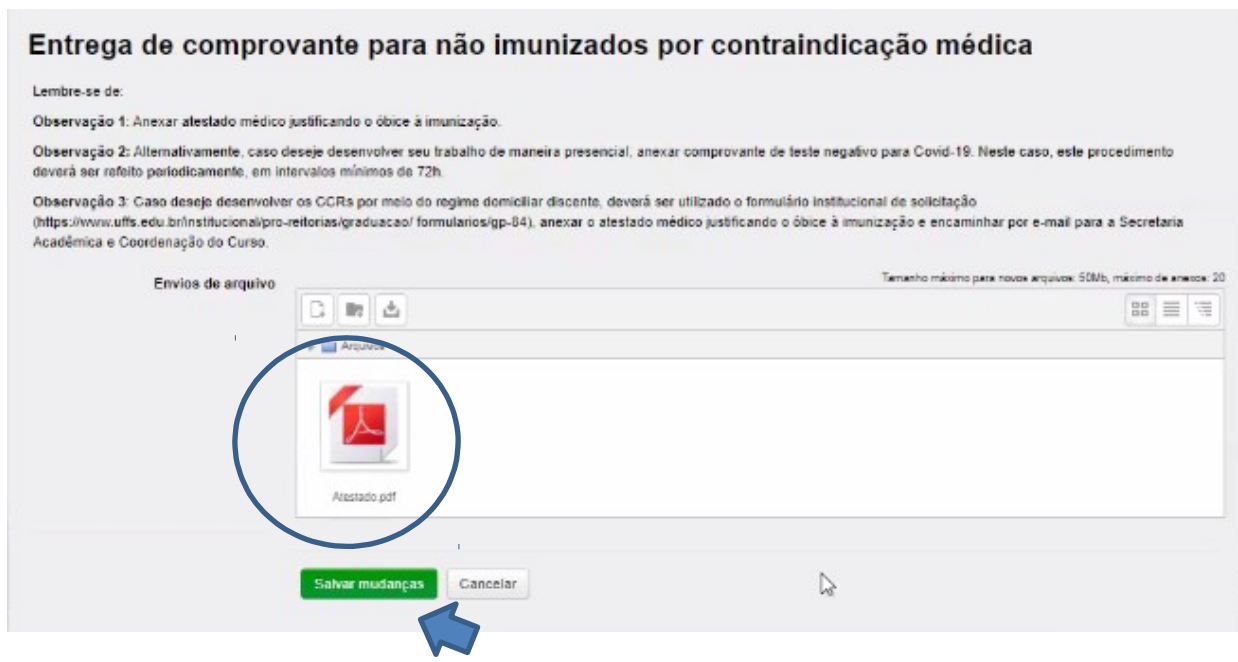 Entrega de comprovante para não imunizados por contraindicação médica
Lembre-se de:
Observação 1: Anexar atestado médico justificando o óbice à imunização.
Observação 2: Alternativamente, caso deseje desenvolver seu trabalho de maneira presencial, anexar comprovante de teste negativo para Covid-19. Neste caso, este procedimento
deverá ser refeito periodicamente, em intervalos mínimos de 72h.
Observação 3: Caso deseje desenvolver os CCRs por meio do regime domiciliar discente, deverá ser utilizado o formulário institucional de solicitação
(https://www.uffs.edu.br/institucional/pro-reitorias/graduacao/ formularios/gp-84), anexar o atestado médico justificando o óbice à imunização e encaminhar por e-mail para a Secretaria
Acadêmica e Coordenação do Curso.
Envios de arquivo
Tamanho máximo para novos arquivos: 50Mb, máximo de anexos: 20
Arquivos
Atestado.pdf
Salvar mudanças
Cancelar